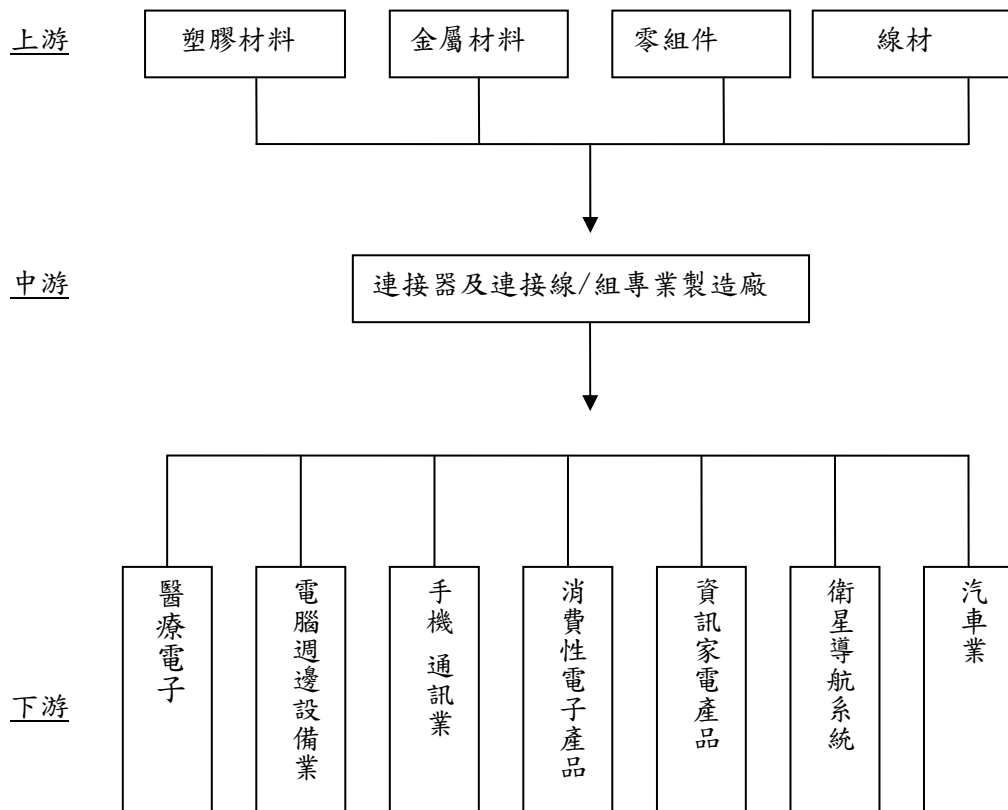 上游
塑膠材料
金屬材料
零組件
線材
中游
連接器及連接線/組專業製造廠
下游
醫療電子
電腦週邊設備業
手機 通訊業
消費性電子產品
資訊家電產品
衛星導航系統
汽車業